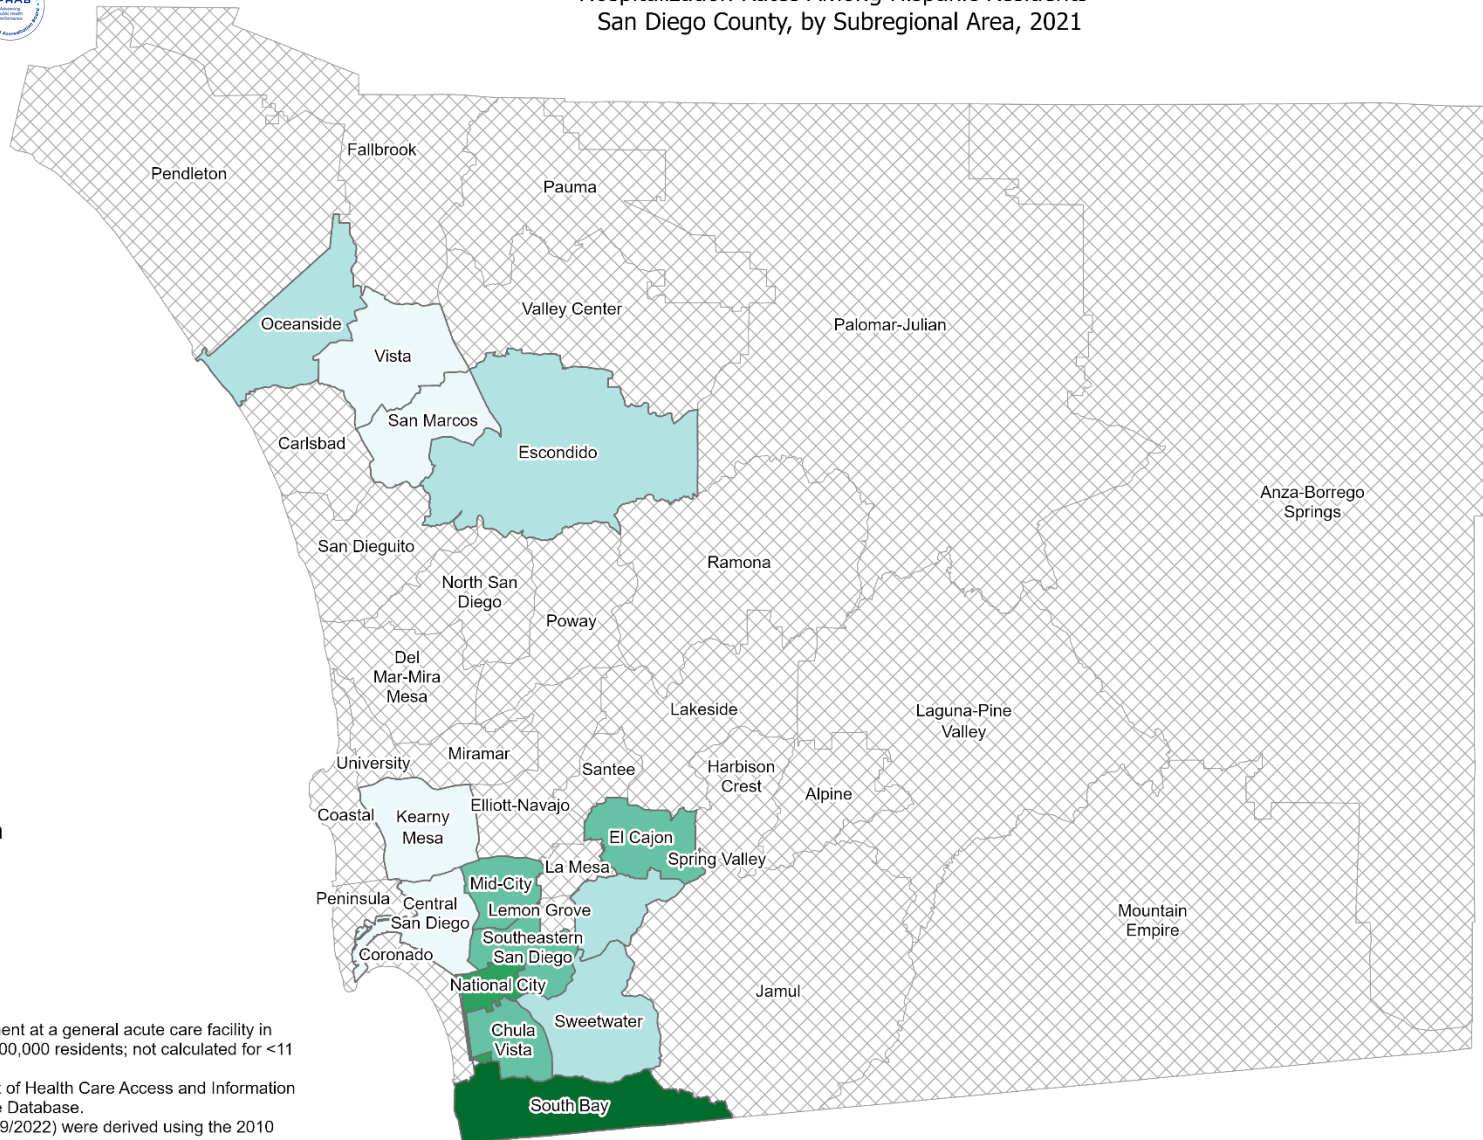 San Diego County, by Subregional Area, 2021
Advancing
Fallbrook
Pendleton
Pauma
Valley Center
Oceanside
Palomar-Julian
Vista
San Marcos
Carlsbad
Escondido
Anza-Borrego
Springs
San Dieguito
Ramona
North San
Diego
Poway
Del
Mar-Mira
Mesa
Lakeside
Laguna-Pine
Valley
Miramar
University
Santee
Harbison
Crest
Alpine
Elliott-Navajo
Coastal
Kearny
Mesa
El Cajon
Spring Valley
La Mesa
Mid-City
Peninsula
Central
San Diego
Lemon Grove
Mountain
Empire
Southeastern
San Diego
Coronado
National City
Jamul
Sweetwater
Chula
Vista
South Bay
ent at a general acute care facility in
00,000 residents; not calculated for <11
of Health Care Access and Information
Database.
9/2022) were derived using the 2010